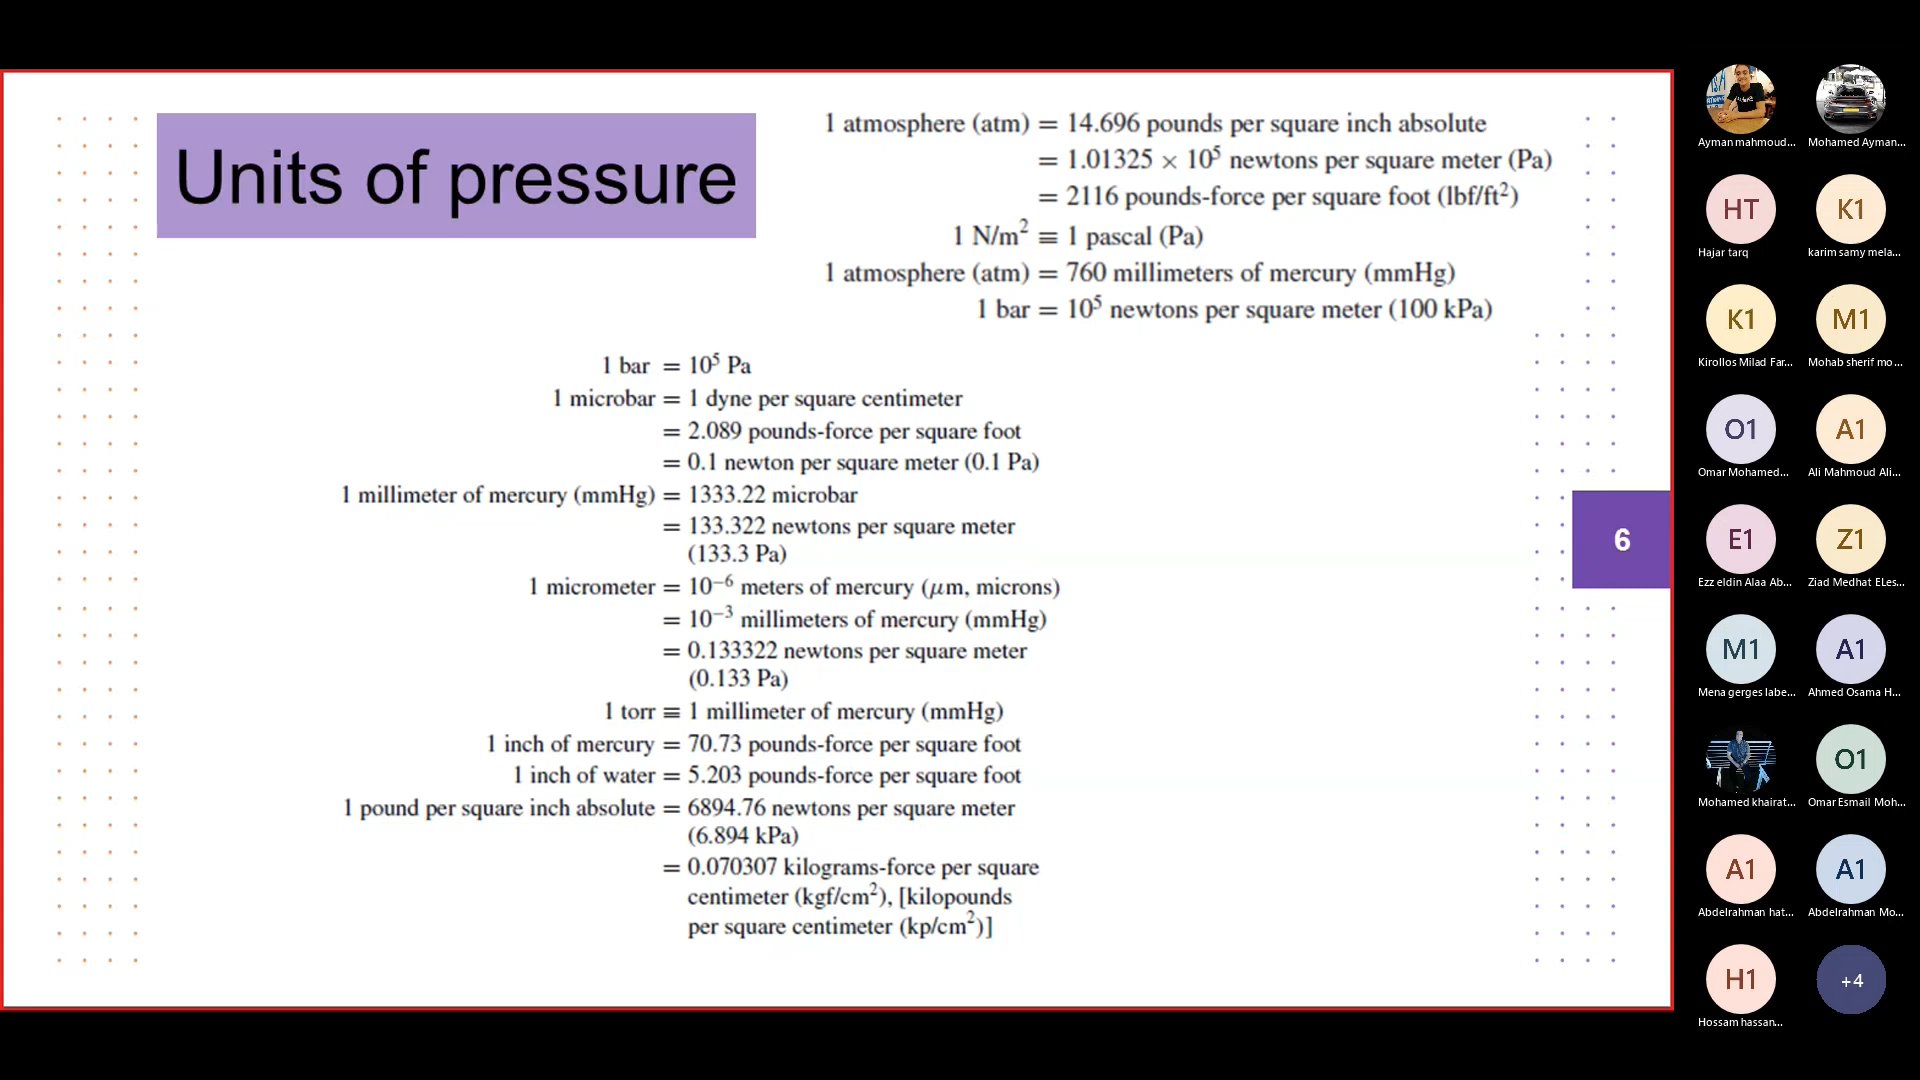 Units of pressure
1 atmosphere (atm) = 14.696 pounds per square inch absolute
= 1.01325 × 10⁵ newtons per square meter (Pa)
= 2116 pounds-force per square foot (lbf/ft²)
1 N/m² ≡ 1 pascal (Pa)
1 atmosphere (atm) = 760 millimeters of mercury (mmHg)
1 bar = 10⁵ newtons per square meter (100 kPa)
1 bar = 10⁵ Pa
1 microbar = 1 dyne per square centimeter
= 2.089 pounds-force per square foot
= 0.1 newton per square meter (0.1 Pa)
1 millimeter of mercury (mmHg) = 1333.22 microbar
= 133.322 newtons per square meter
(133.3 Pa)
1 micrometer = 10⁻⁶ meters of mercury (μm, microns)
= 10⁻³ millimeters of mercury (mmHg)
= 0.133322 newtons per square meter
(0.133 Pa)
1 torr ≡ 1 millimeter of mercury (mmHg)
1 inch of mercury = 70.73 pounds-force per square foot
1 inch of water = 5.203 pounds-force per square foot
1 pound per square inch absolute = 6894.76 newtons per square meter
(6.894 kPa)
= 0.070307 kilograms-force per square
centimeter (kgf/cm²), [kilopounds
per square centimeter (kp/cm²)]
6
Ayman mahmoud... Mohamed Ayman...
HT K1
Hajar tarq karim samy mela...
K1 M1
Kirollos Milad Far... Mohab sherif mo...
O1 A1
Omar Mohamed... Ali Mahmoud Ali...
E1 Z1
Ezz eldin Alaa Ab... Ziad Medhat ELes...
M1 A1
Mena gerges labe... Ahmed Osama H...
O1
Mohamed khairat... Omar Esmail Moh...
A1 A1
Abdelrahman hat... Abdelrahman Mo...
H1 +4
Hossam hassan...